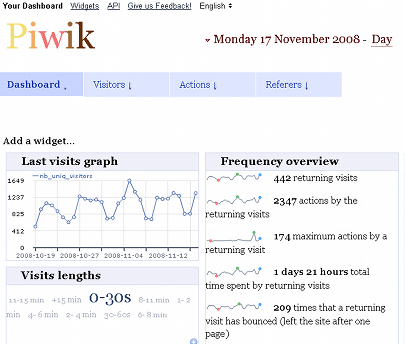 Your Dashboard Widgets API Give us Feedback! English
Piwik
Monday 17 November 2008 - Day
Dashboard Visitors Actions Referers
Add a widget...
Last visits graph
nb_uniq_visitors
1649
1237
825
412
0
2008-10-19 2008-10-27 2008-11-04 2008-11-12
Visits lengths
11-15 min +15 min 0-30s 8-11 min 1-2
min 4-6 min 2-4 min 30-60s 6-8 min
Frequency overview
442 returning visits
2347 actions by the
returning visits
174 maximum actions by a
returning visit
1 days 21 hours total
time spent by returning visits
209 times that a returning
visit has bounced (left the site after one
page)